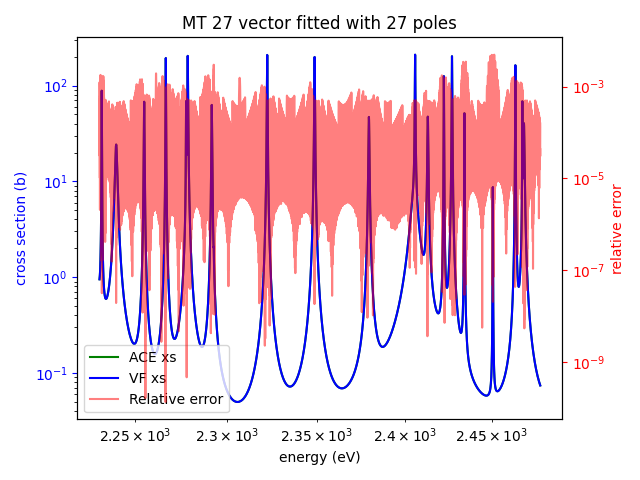 MT 27 vector fitted with 27 poles
cross section (b)
10²
10¹
10⁰
10⁻¹
10⁻³
10⁻⁵
10⁻⁷
10⁻⁹
relative error
ACE xs
VF xs
Relative error
2.25 × 10³ 2.3 × 10³ 2.35 × 10³ 2.4 × 10³ 2.45 × 10³
energy (eV)